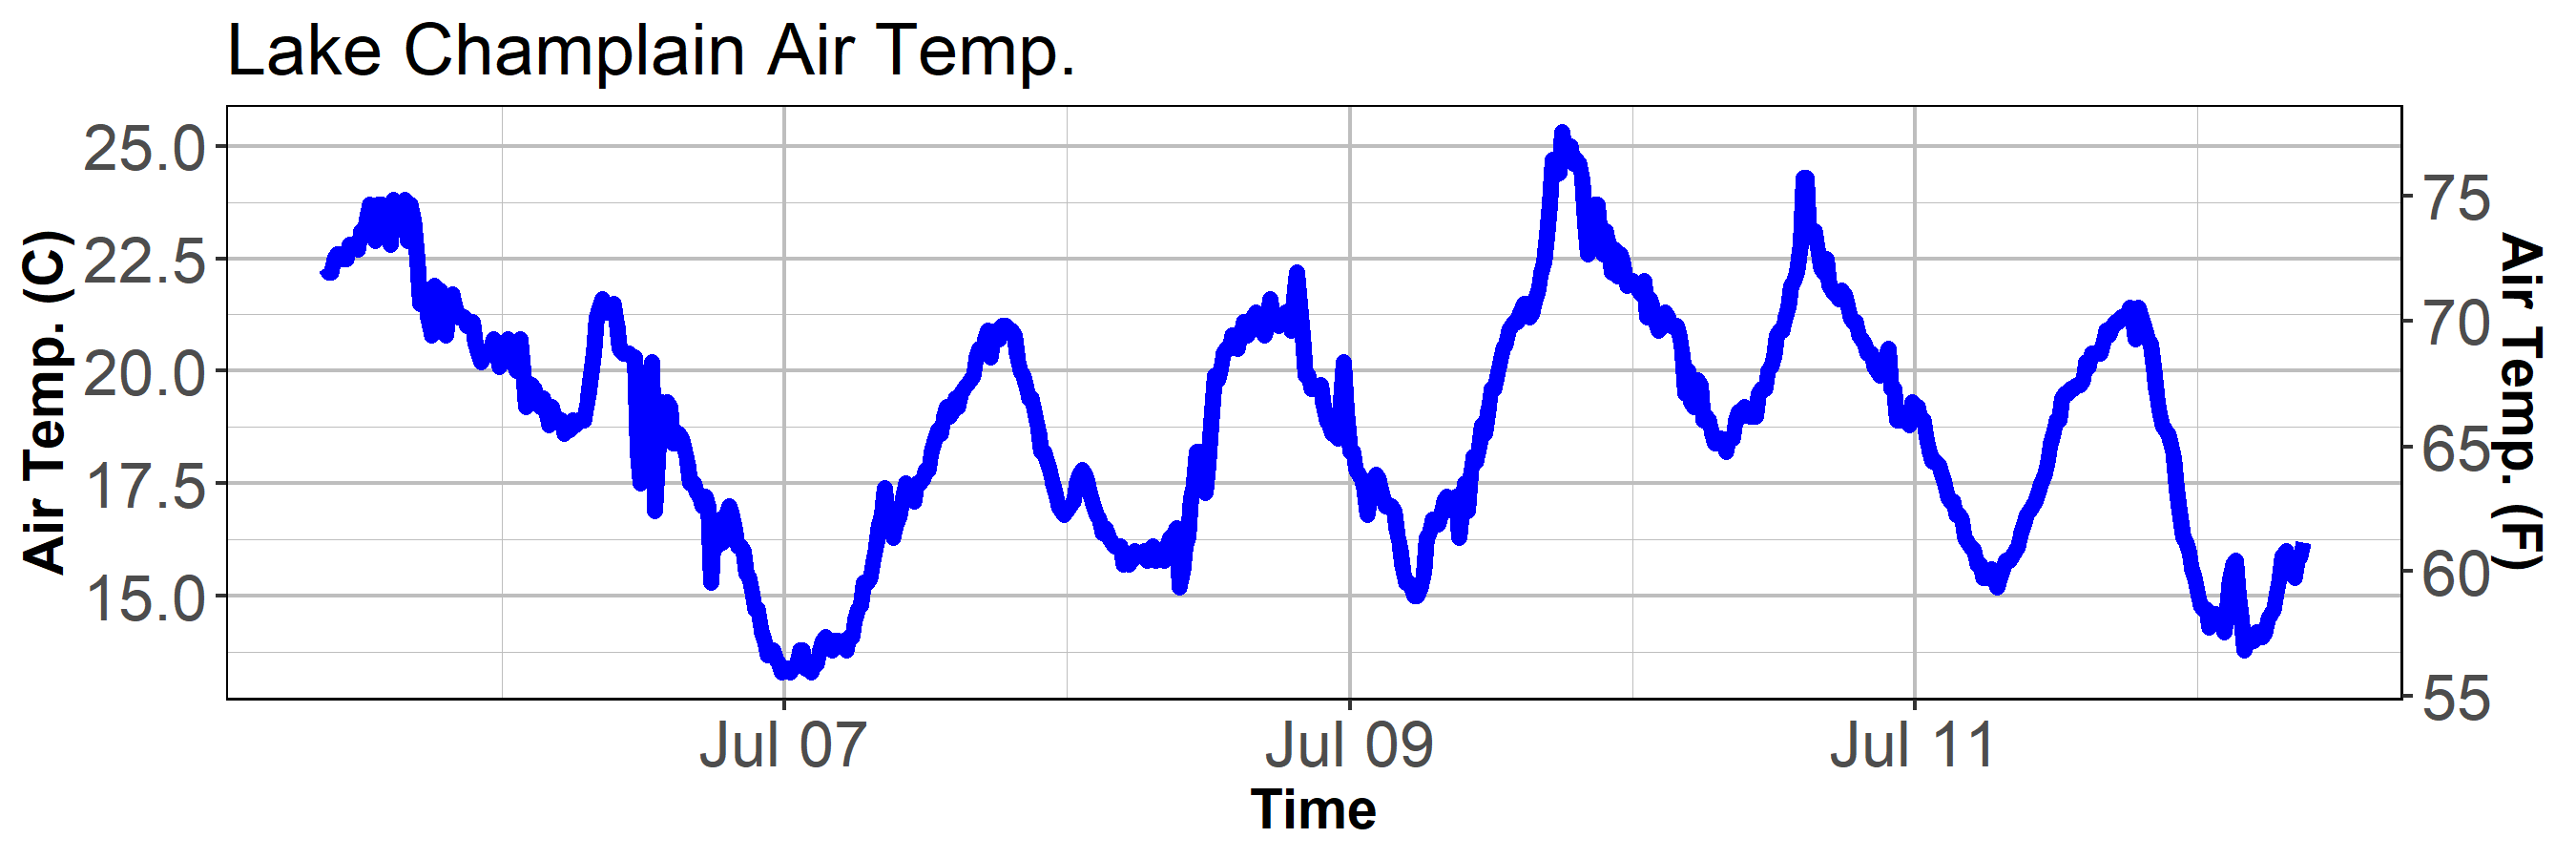 Lake Champlain Air Temp.
Air Temp. (C)
25.0
22.5
20.0
17.5
15.0
75
70
65
60
55
Air Temp. (F)
Jul 07 Jul 09 Jul 11
Time